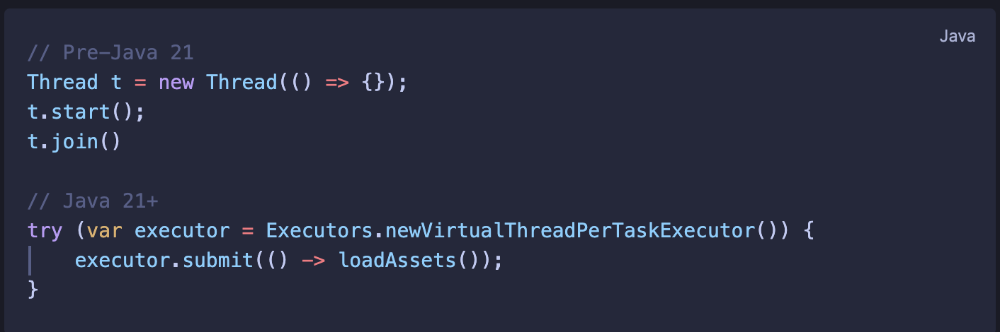 Java
// Pre-Java 21
Thread t = new Thread(() => {});
t.start();
t.join()
// Java 21+
try (var executor = Executors.newVirtualThreadPerTaskExecutor()) {
    executor.submit(() -> loadAssets());
}